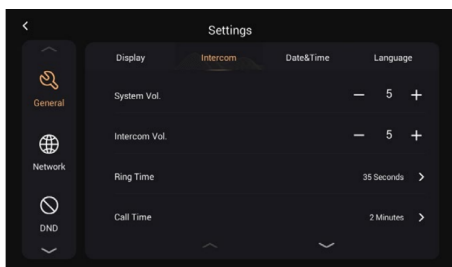 Settings
Display Intercom Date&Time Language
General
System Vol. 5
Intercom Vol. 5
Network
Ring Time 35 Seconds
Call Time 2 Minutes
DND